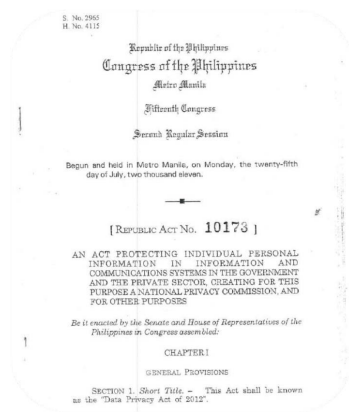 S. No. 2965
H. No. 4115
Republic of the Philippines
Congress of the Philippines
Metro Manila
Fifteenth Congress
Second Regular Session
Begun and held in Metro Manila, on Monday, the twenty-fifth
day of July, two thousand eleven.
[ REPUBLIC ACT NO. 10173 ]
AN ACT PROTECTING INDIVIDUAL PERSONAL
INFORMATION IN INFORMATION AND
COMMUNICATIONS SYSTEMS IN THE GOVERNMENT
AND THE PRIVATE SECTOR, CREATING FOR THIS
PURPOSE A NATIONAL PRIVACY COMMISSION, AND
FOR OTHER PURPOSES
Be it enacted by the Senate and House of Representatives of the
Philippines in Congress assembled:
CHAPTER I
GENERAL PROVISIONS
SECTION 1. Short Title. – This Act shall be known
as the "Data Privacy Act of 2012".